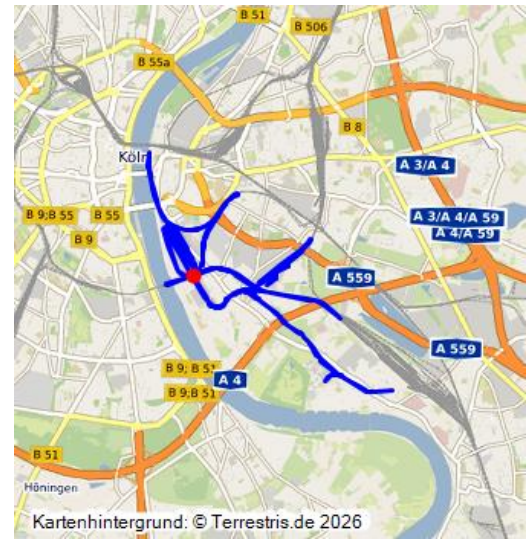 B 51
B 506
B 55a
B 8
Köln
A 3/A 4
B 9;B 55
B 55
A 3/A 4/A 59
A 4/A 59
B 9
A 559
A 559
B 9; B 51
A 4
B 9;B 51
B 51
Höningen
Kartenhintergrund: © Terrestris.de 2026